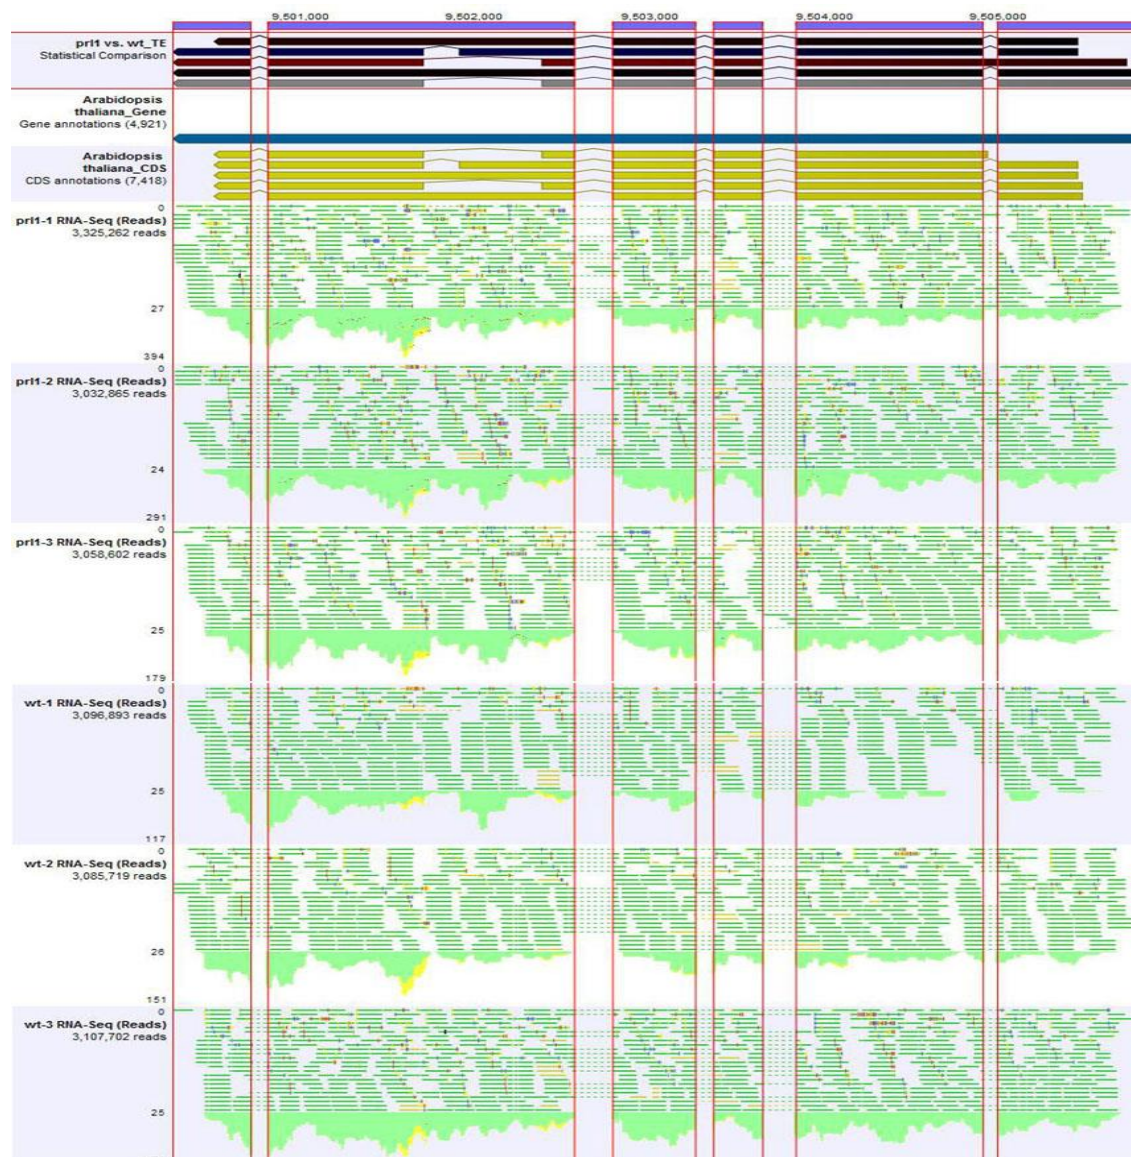 9,501,000 9,502,000 9,503,000 9,504,000 9,505,000
prl1 vs. wt_TE
Statistical Comparison
Arabidopsis
thaliana_Gene
Gene annotations (4,921)
Arabidopsis
thaliana_CDS
CDS annotations (7,418)
0
prl1-1 RNA-Seq (Reads)
3,325,262 reads
27
394
0
prl1-2 RNA-Seq (Reads)
3,032,865 reads
24
291
0
prl1-3 RNA-Seq (Reads)
3,058,602 reads
25
179
0
wt-1 RNA-Seq (Reads)
3,096,893 reads
25
117
0
wt-2 RNA-Seq (Reads)
3,085,719 reads
26
151
0
wt-3 RNA-Seq (Reads)
3,107,702 reads
25